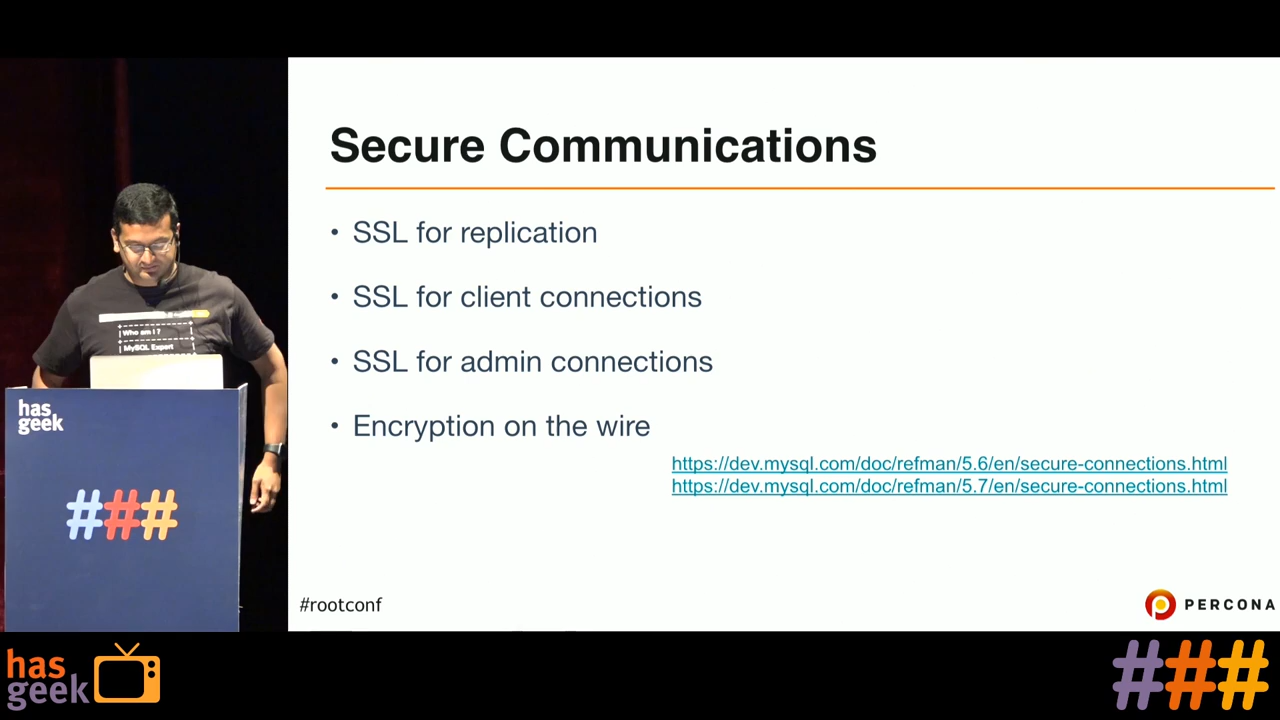 Secure Communications
• SSL for replication
• SSL for client connections
• SSL for admin connections
• Encryption on the wire
https://dev.mysql.com/doc/refman/5.6/en/secure-connections.html
https://dev.mysql.com/doc/refman/5.7/en/secure-connections.html
#rootconf
PERCONA
Who am I ?
MySQL Expert
has
geek
###
has
geek
###